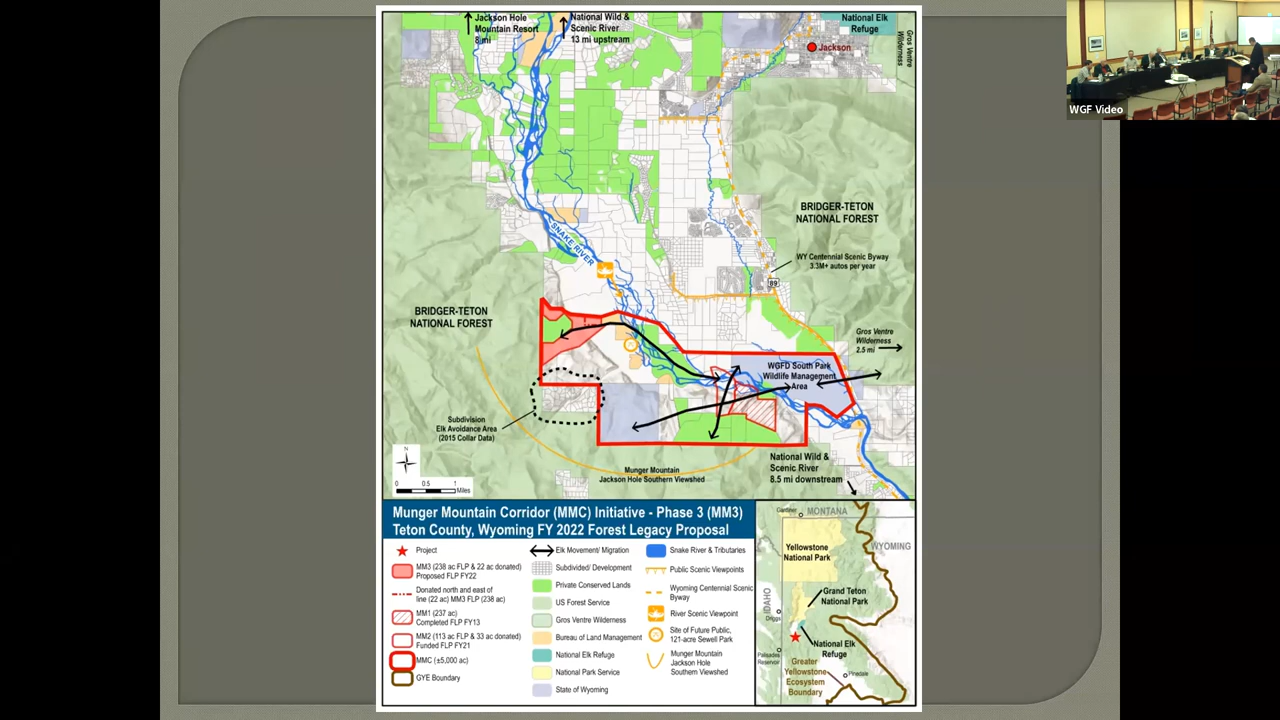 Jackson Hole
Mountain Resort
8 mi
National Wild &
Scenic River
13 mi upstream
National Elk
Refuge
Gros Ventre
Wilderness
Jackson
WGF Video
BRIDGER-TETON
NATIONAL FOREST
SNAKE RIVER
WY Centennial Scenic Byway
3.3M+ autos per year
89
BRIDGER-TETON
NATIONAL FOREST
Gros Ventre
Wilderness
2.5 mi
WGFD South Park
Wildlife Management
Area
Subdivision
Elk Avoidance Area
(2015 Collar Data)
National Wild &
Scenic River
8.5 mi downstream
Munger Mountain
Jackson Hole Southern Viewshed
N
0 0.5 1
Miles
Munger Mountain Corridor (MMC) Initiative - Phase 3 (MM3)
Teton County, Wyoming FY 2022 Forest Legacy Proposal
Project
MM3 (238 ac FLP & 22 ac donated)
Proposed FLP FY22
Donated north and east of
line (22 ac) MM3 FLP (238 ac)
MM1 (237 ac)
Completed FLP FY13
MM2 (113 ac FLP & 33 ac donated)
Funded FLP FY21
MMC (±5,000 ac)
GYE Boundary
Elk Movement/ Migration
Subdivided/ Development
Private Conserved Lands
US Forest Service
Gros Ventre Wilderness
Bureau of Land Management
National Elk Refuge
National Park Service
State of Wyoming
Snake River & Tributaries
Public Scenic Viewpoints
Wyoming Centennial Scenic
Byway
River Scenic Viewpoint
Site of Future Public,
121-acre Sewell Park
Munger Mountain
Jackson Hole
Southern Viewshed
Gardiner
MONTANA
Yellowstone
National Park
WYOMING
IDAHO
Grand Teton
National Park
Driggs
National Elk
Refuge
Palisades
Reservoir
Greater
Yellowstone
Ecosystem
Boundary
Pinedale